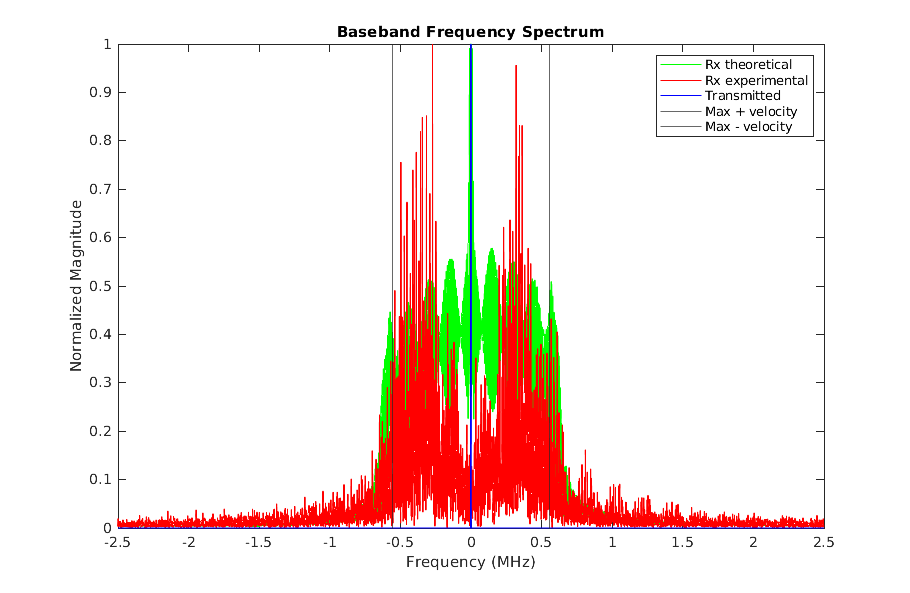 Baseband Frequency Spectrum
Normalized Magnitude
1
0.9
0.8
0.7
0.6
0.5
0.4
0.3
0.2
0.1
0
-2.5 -2 -1.5 -1 -0.5 0 0.5 1 1.5 2 2.5
Frequency (MHz)
Rx theoretical
Rx experimental
Transmitted
Max + velocity
Max - velocity